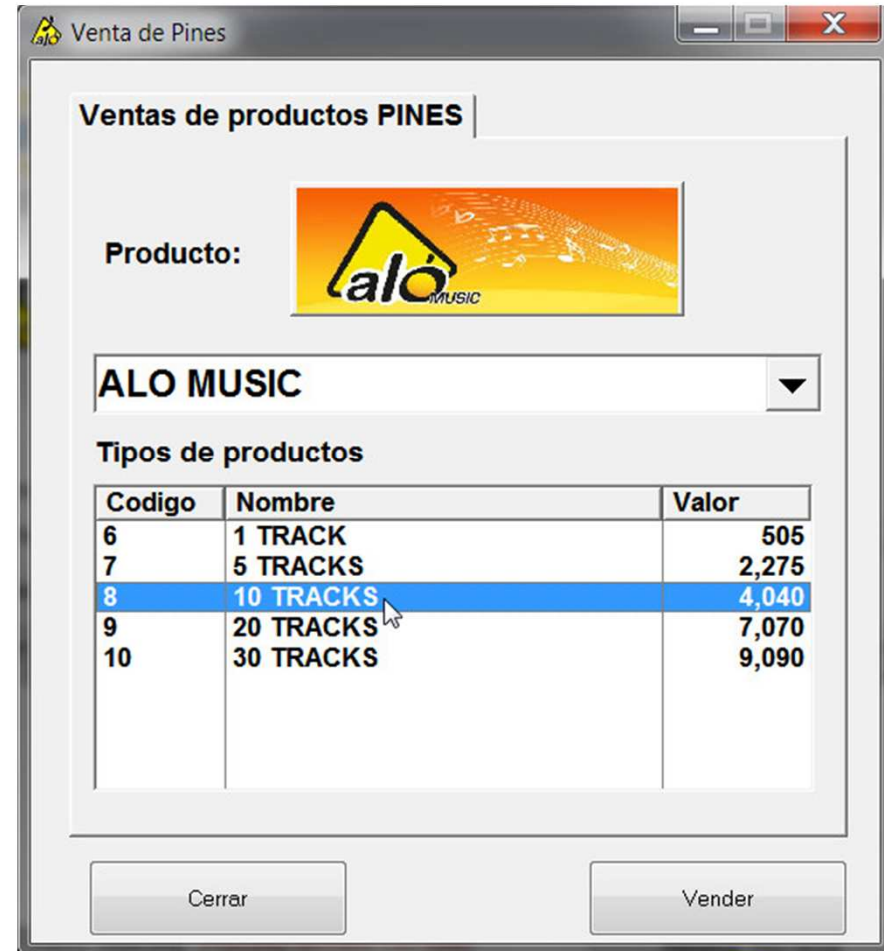 aló Venta de Pines
Ventas de productos PINES
Producto:
aló MUSIC
ALO MUSIC
Tipos de productos
Codigo Nombre Valor
6 1 TRACK 505
7 5 TRACKS 2,275
8 10 TRACKS 4,040
9 20 TRACKS 7,070
10 30 TRACKS 9,090
Cerrar Vender